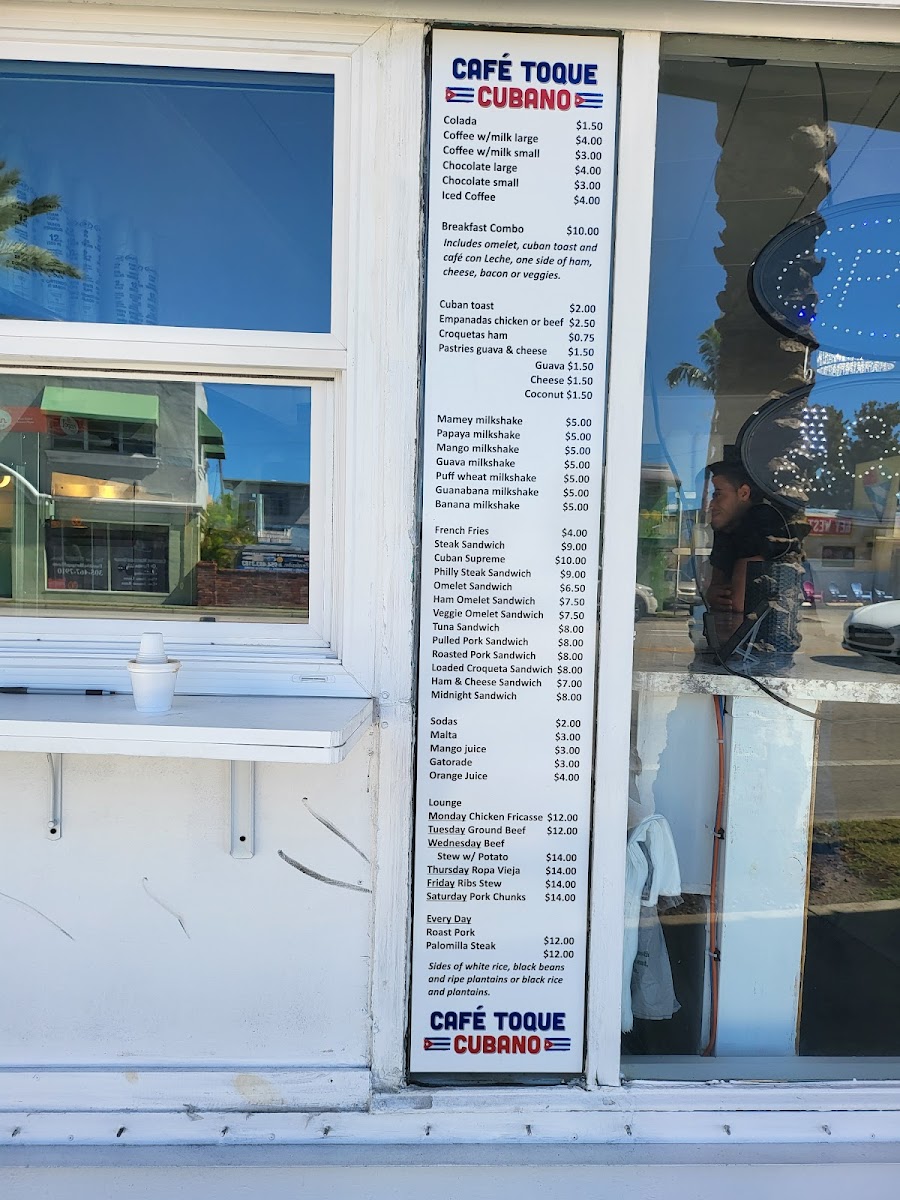 CAFÉ TOQUE
CUBANO
Colada $1.50
Coffee w/milk large $4.00
Coffee w/milk small $3.00
Chocolate large $4.00
Chocolate small $3.00
Iced Coffee $4.00
Breakfast Combo $10.00
Includes omelet, cuban toast and
café con Leche, one side of ham,
cheese, bacon or veggies.
Cuban toast $2.00
Empanadas chicken or beef $2.50
Croquetas ham $0.75
Pastries guava & cheese $1.50
Guava $1.50
Cheese $1.50
Coconut $1.50
Mamey milkshake $5.00
Papaya milkshake $5.00
Mango milkshake $5.00
Guava milkshake $5.00
Puff wheat milkshake $5.00
Guanabana milkshake $5.00
Banana milkshake $5.00
French Fries $4.00
Steak Sandwich $9.00
Cuban Supreme $10.00
Philly Steak Sandwich $9.00
Omelet Sandwich $6.50
Ham Omelet Sandwich $7.50
Veggie Omelet Sandwich $7.50
Tuna Sandwich $8.00
Pulled Pork Sandwich $8.00
Roasted Pork Sandwich $8.00
Loaded Croqueta Sandwich $8.00
Ham & Cheese Sandwich $7.00
Midnight Sandwich $8.00
Sodas $2.00
Malta $3.00
Mango juice $3.00
Gatorade $3.00
Orange Juice $4.00
Lounge
Monday Chicken Fricasse $12.00
Tuesday Ground Beef $12.00
Wednesday Beef
Stew w/ Potato $14.00
Thursday Ropa Vieja $14.00
Friday Ribs Stew $14.00
Saturday Pork Chunks $14.00
Every Day
Roast Pork $12.00
Palomilla Steak $12.00
Sides of white rice, black beans
and ripe plantains or black rice
and plantains.
CAFÉ TOQUE
CUBANO